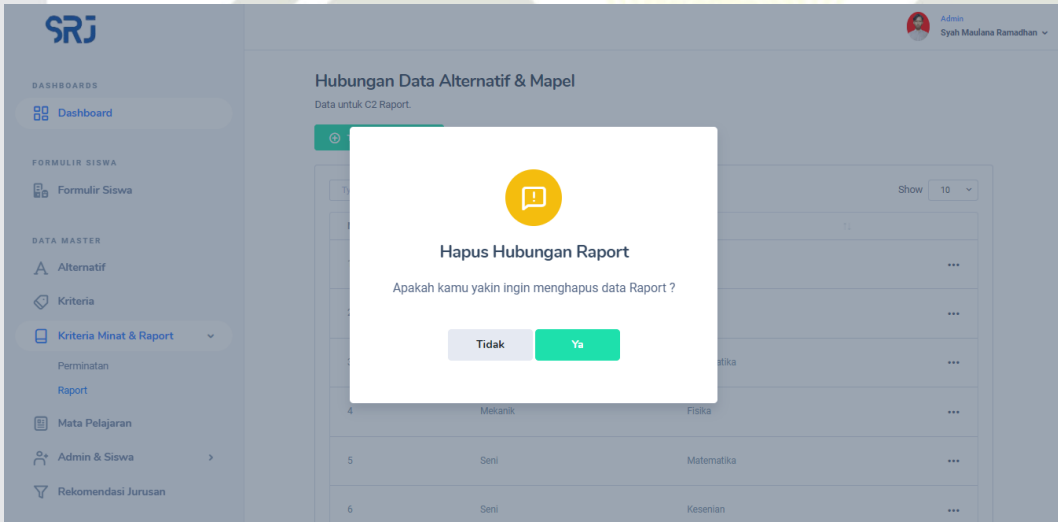 SRJ
Admin
Syah Maulana Ramadhan
DASHBOARDS
Dashboard
FORMULIR SISWA
Formulir Siswa
DATA MASTER
Alternatif
Kriteria
Kriteria Minat & Raport
Perminatan
Raport
Mata Pelajaran
Admin & Siswa
Rekomendasi Jurusan
Hubungan Data Alternatif & Mapel
Data untuk C2 Raport.
Show 10
Hapus Hubungan Raport
Apakah kamu yakin ingin menghapus data Raport ?
Tidak Ya
4 Mekanik Fisika
5 Seni Matematika
6 Seni Kesenian